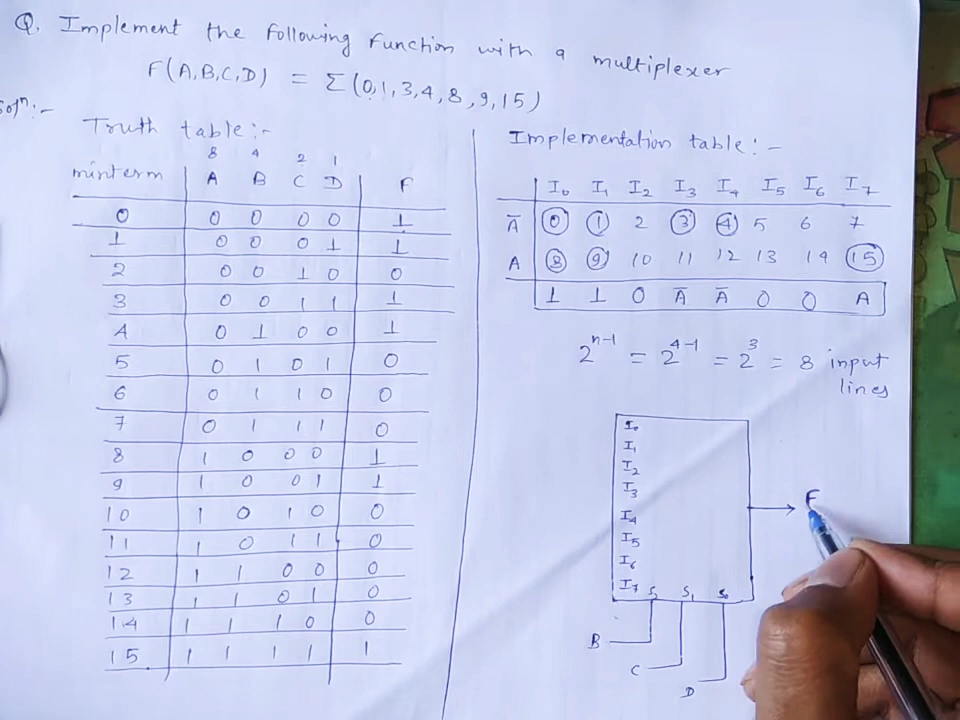 Q. Implement the following function with a multiplexer
F(A,B,C,D) = Σ(0,1,3,4,8,9,15)
Solⁿ:-
Truth table:-
8 4 2 1
minterm A B C D F
0 0 0 0 0 1
1 0 0 0 1 1
2 0 0 1 0 0
3 0 0 1 1 1
4 0 1 0 0 1
5 0 1 0 1 0
6 0 1 1 0 0
7 0 1 1 1 0
8 1 0 0 0 1
9 1 0 0 1 1
10 1 0 1 0 0
11 1 0 1 1 0
12 1 1 0 0 0
13 1 1 0 1 0
14 1 1 1 0 0
15 1 1 1 1 1
Implementation table:-
I₀ I₁ I₂ I₃ I₄ I₅ I₆ I₇
Ā 0 1 2 3 4 5 6 7
A 8 9 10 11 12 13 14 15
1 1 0 Ā Ā 0 0 A
2ⁿ⁻¹ = 2⁴⁻¹ = 2³ = 8 input
lines
I₀
I₁
I₂
I₃
I₄
I₅
I₆
I₇ S₂ S₁ S₀
F
B
C
D